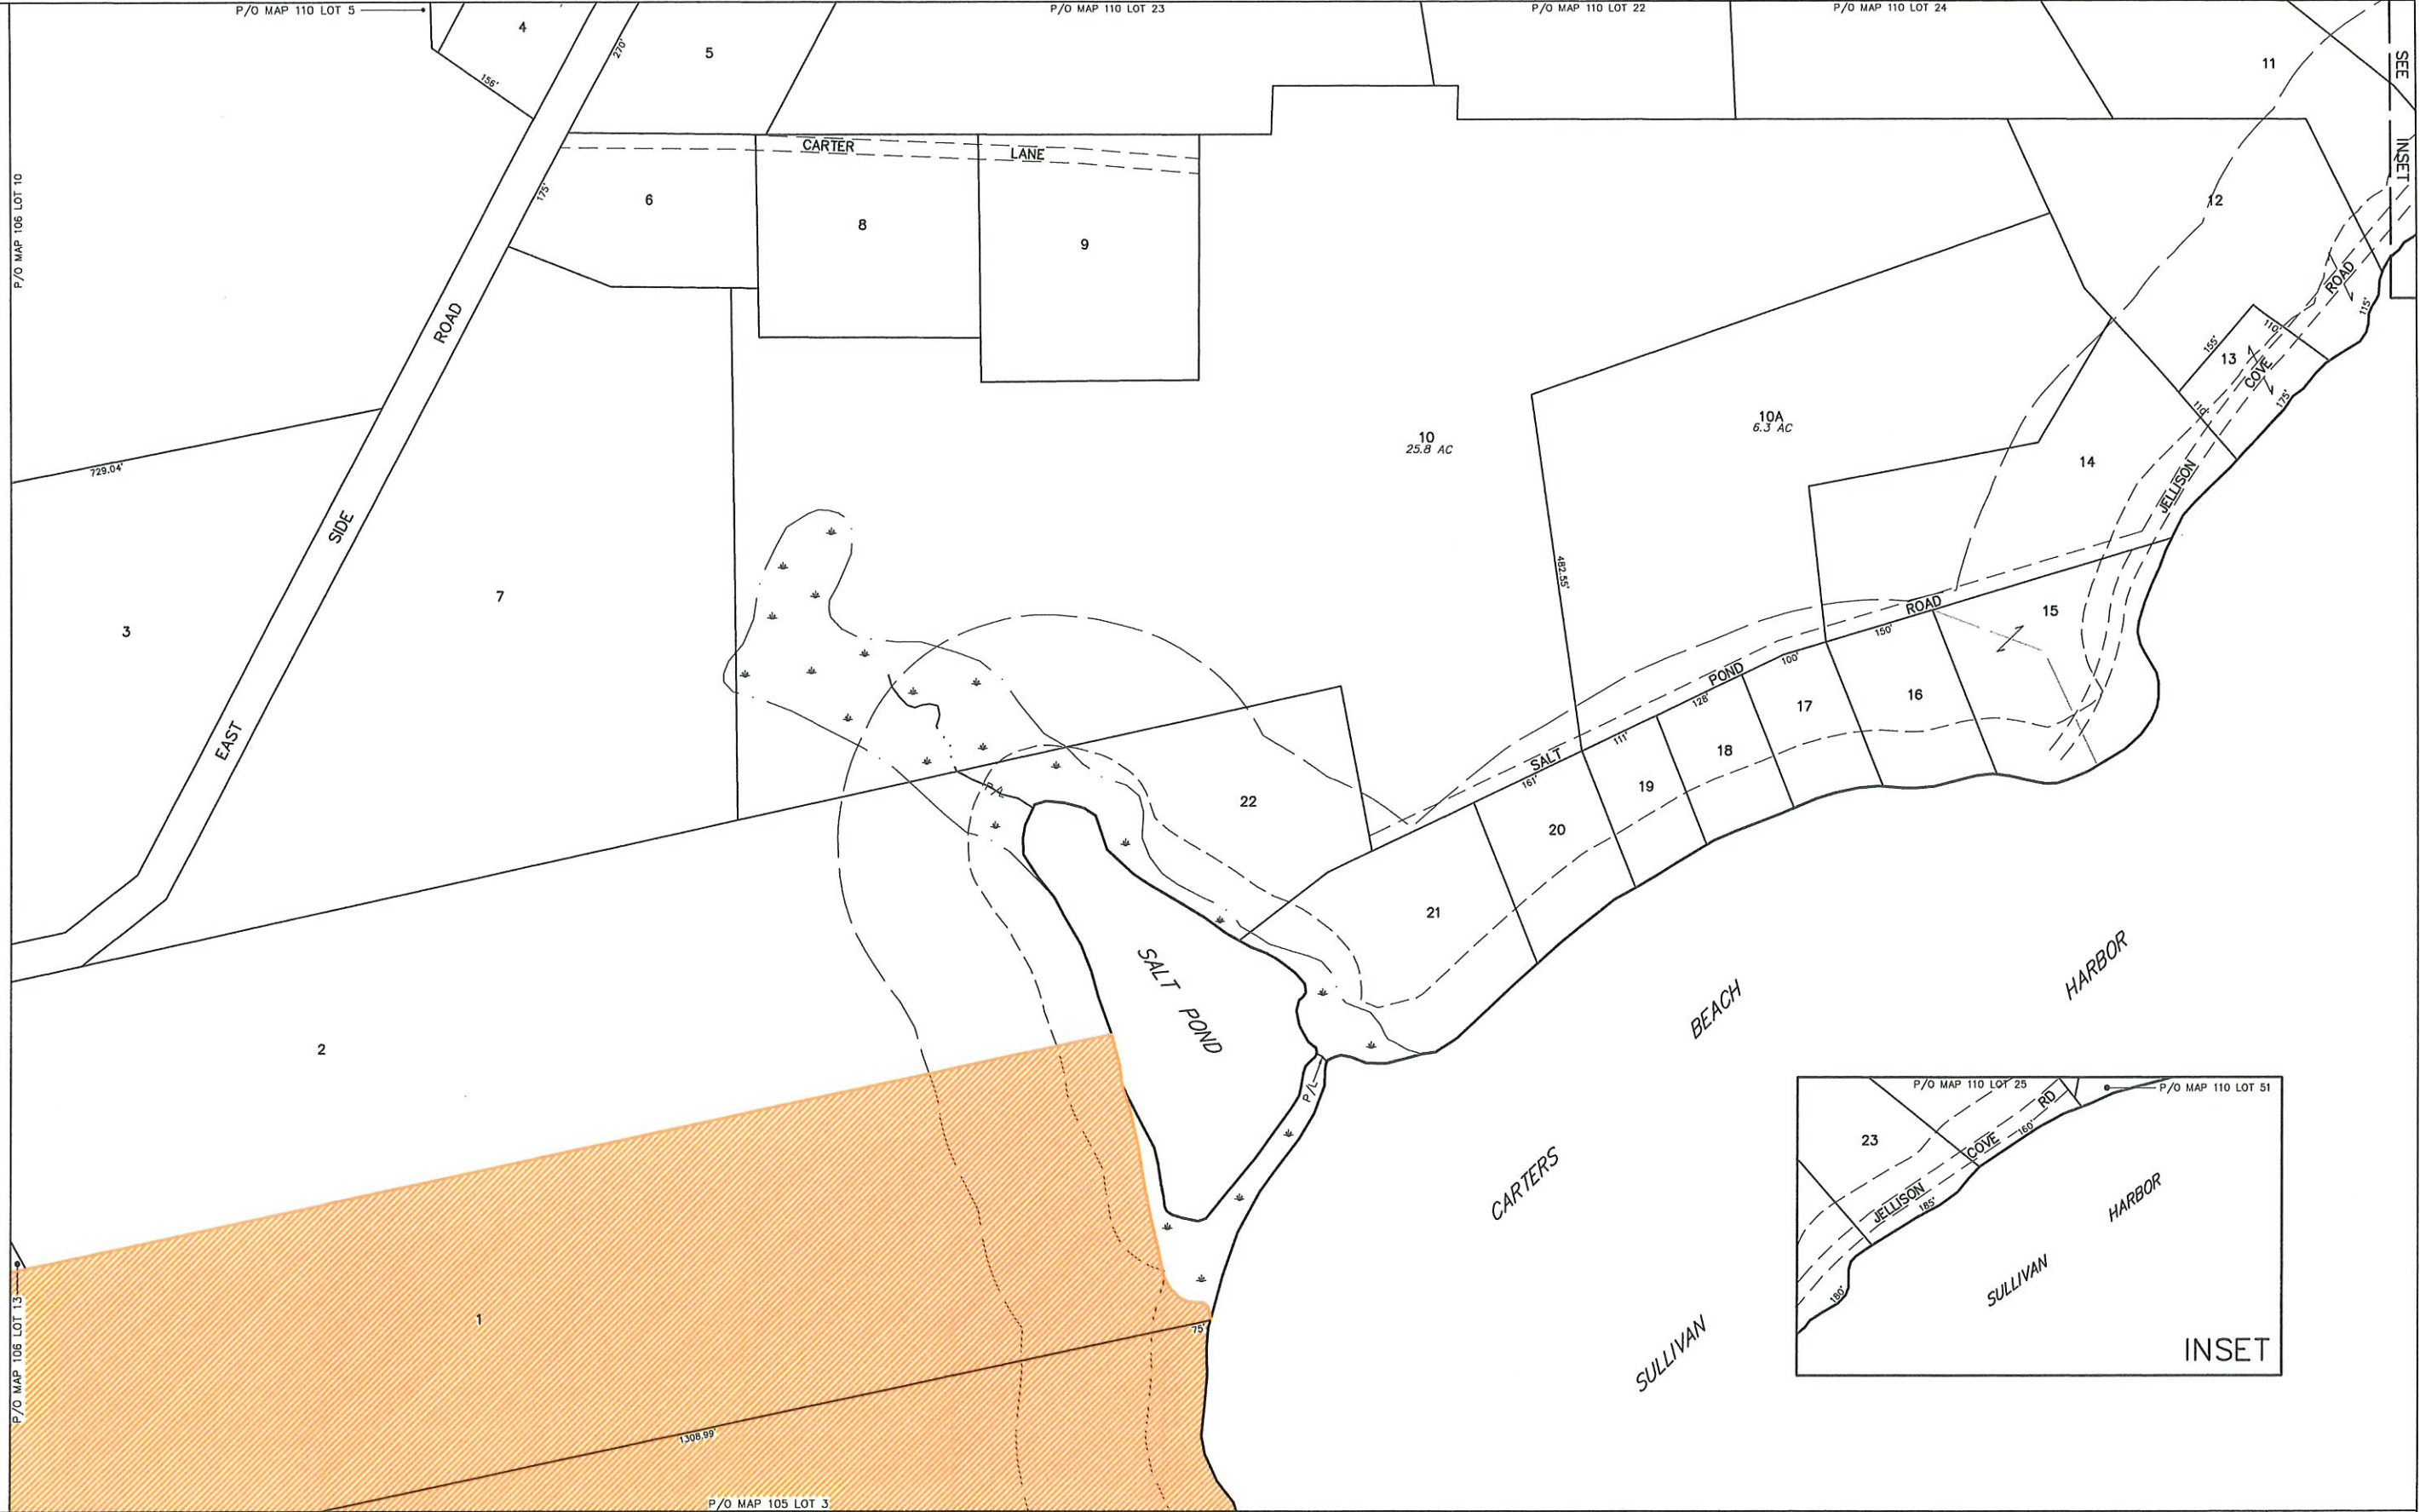 P/O MAP 110 LOT 5
P/O MAP 110 LOT 23
P/O MAP 110 LOT 22
P/O MAP 110 LOT 24
4
5
11
SEE INSET
156'
270'
CARTER LANE
P/O MAP 106 LOT 10
175'
6
8
9
12
EAST SIDE ROAD
JELLISON COVE ROAD
115'
110'
155'
13
175'
110'
729.04'
10
25.8 AC
10A
6.3 AC
14
482.55'
3
7
SALT POND ROAD
15
150'
100'
128'
111'
161'
16
17
18
19
20
21
22
P/L
SALT POND
2
P/L
CARTERS BEACH
SULLIVAN HARBOR
P/O MAP 106 LOT 13
1
75'
1308.99'
P/O MAP 105 LOT 3
P/O MAP 110 LOT 25
P/O MAP 110 LOT 51
23
JELLISON COVE RD
160'
185'
180'
SULLIVAN HARBOR
INSET